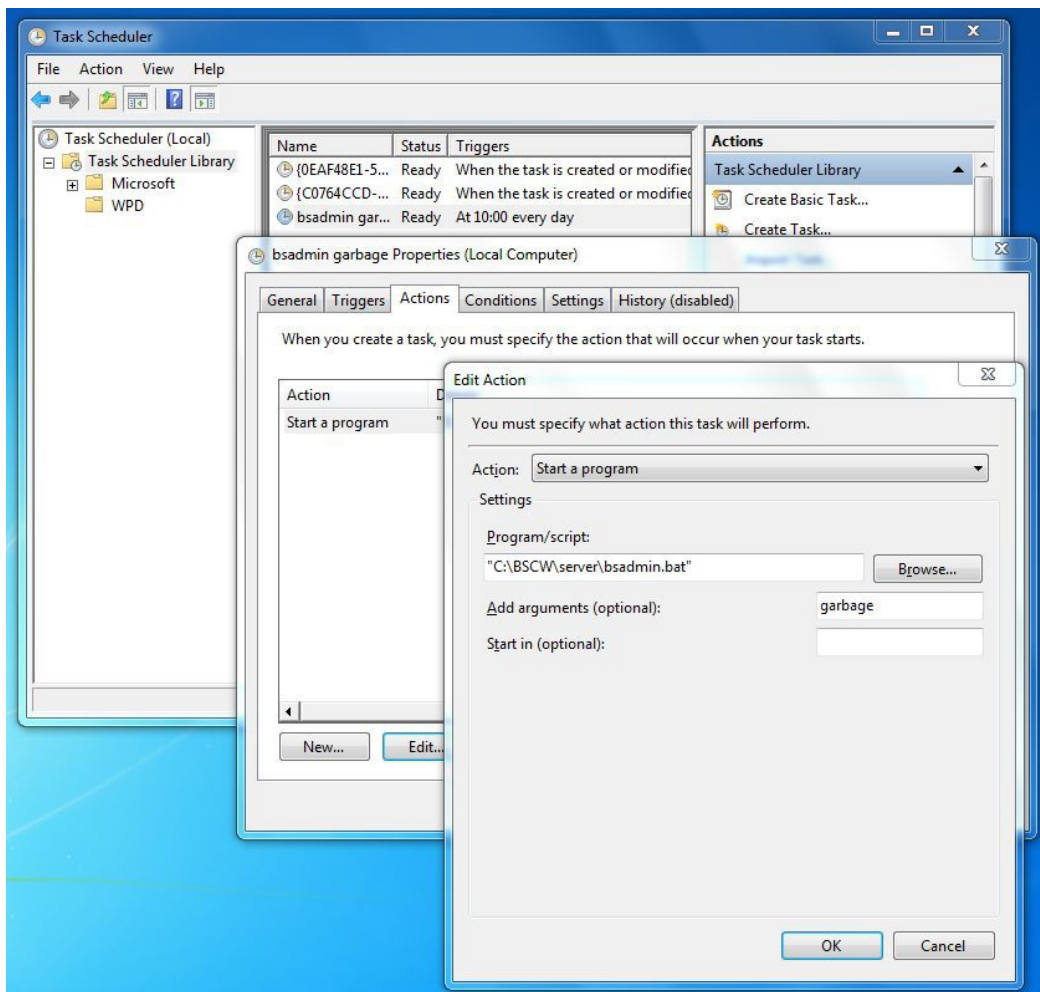 Task Scheduler
File Action View Help
Task Scheduler (Local)
Task Scheduler Library
Microsoft
WPD
Name Status Triggers
{0EAF48E1-5... Ready When the task is created or modified
{C0764CCD-... Ready When the task is created or modified
bsadmin gar... Ready At 10:00 every day
Actions
Task Scheduler Library
Create Basic Task...
Create Task...
Import Task...
bsadmin garbage Properties (Local Computer)
General Triggers Actions Conditions Settings History (disabled)
When you create a task, you must specify the action that will occur when your task starts.
Action D
Start a program "
New... Edit...
Edit Action
You must specify what action this task will perform.
Action: Start a program
Settings
Program/script:
"C:\BSCW\server\bsadmin.bat" Browse...
Add arguments (optional): garbage
Start in (optional):
OK Cancel